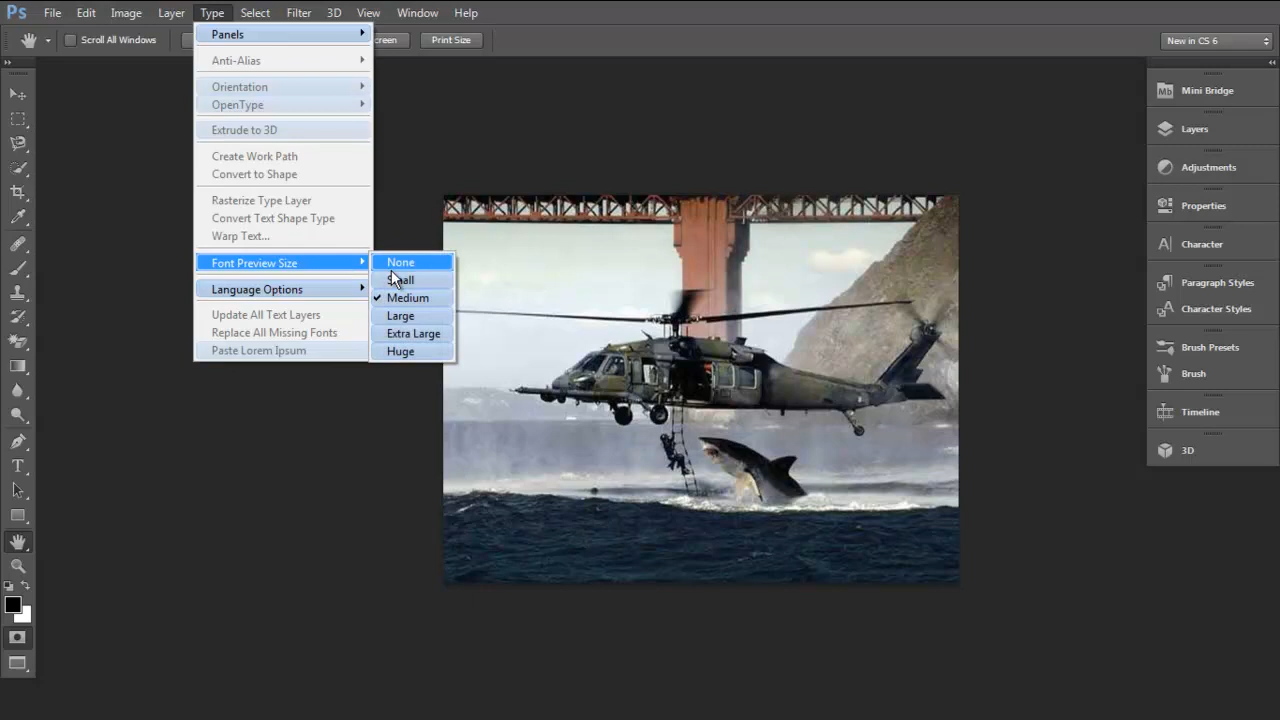 Ps File Edit Image Layer Type Select Filter 3D View Window Help
Scroll All Windows
creen
Print Size
New in CS 6
Panels
Anti-Alias
Orientation
OpenType
Extrude to 3D
Create Work Path
Convert to Shape
Rasterize Type Layer
Convert Text Shape Type
Warp Text...
Font Preview Size
Language Options
Update All Text Layers
Replace All Missing Fonts
Paste Lorem Ipsum
None
Small
Medium
Large
Extra Large
Huge
Mb Mini Bridge
Layers
Adjustments
Properties
Character
Paragraph Styles
Character Styles
Brush Presets
Brush
Timeline
3D